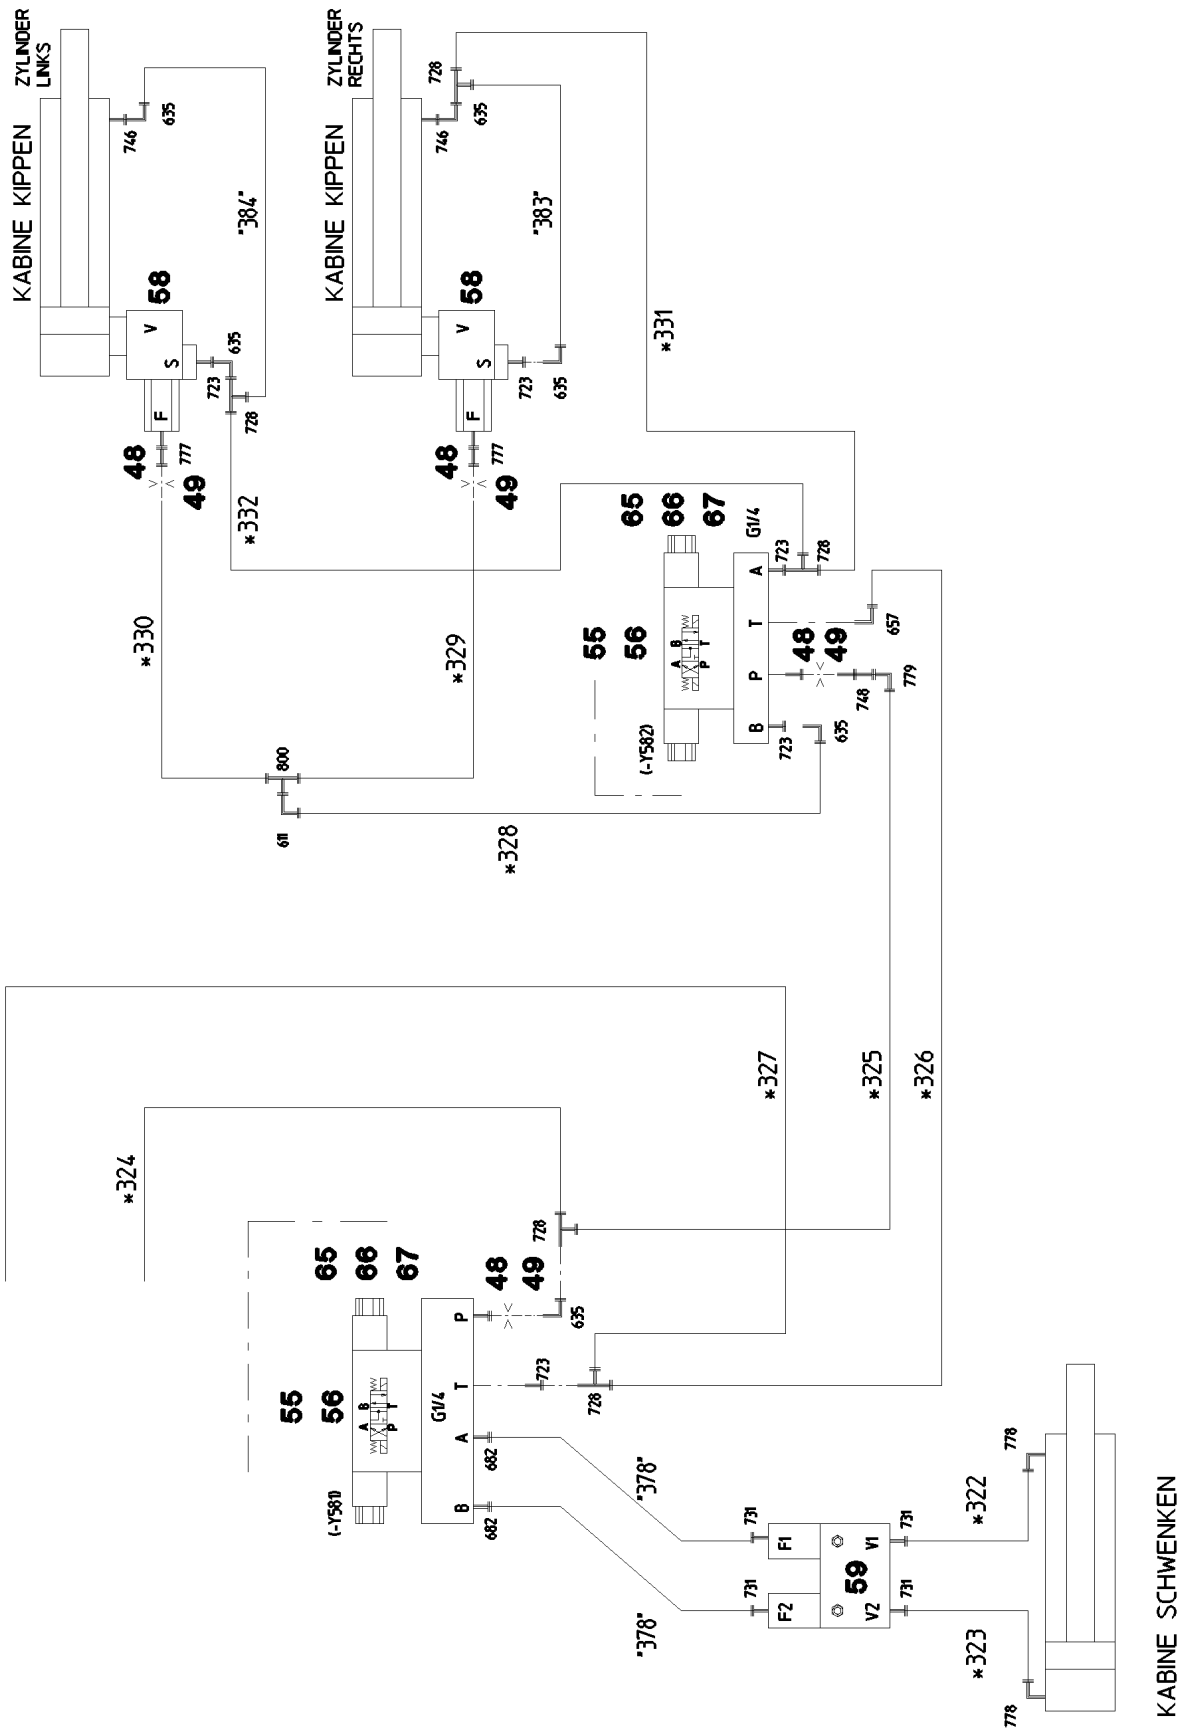 ZYLINDER
LINKS
KABINE KIPPEN
746
635
"384"
58
V
S
F
635
723
728
48
777
49
*332
*330
ZYLINDER
RECHTS
KABINE KIPPEN
728
746
635
"383"
58
V
S
F
723
635
48
777
49
*331
*329
800
611
*328
65
66
67
G1/4
55
56
A B
P T
(-Y582)
A
T
P
B
723
728
657
48
49
748
779
723
635
*327
*325
*326
*324
65
66
67
55
56
A B
P T
(-Y581)
G1/4
P
T
A
B
48
49
728
635
723
728
682
682
"378"
"378"
731
731
F1
F2
59
V1
V2
731
731
*322
*323
778
778
KABINE SCHWENKEN